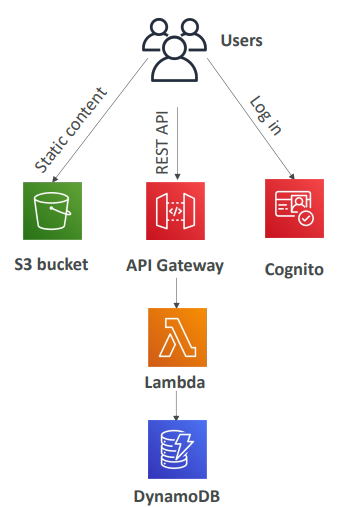 Users
Static content
REST API
Log in
S3 bucket
API Gateway
Cognito
Lambda
DynamoDB